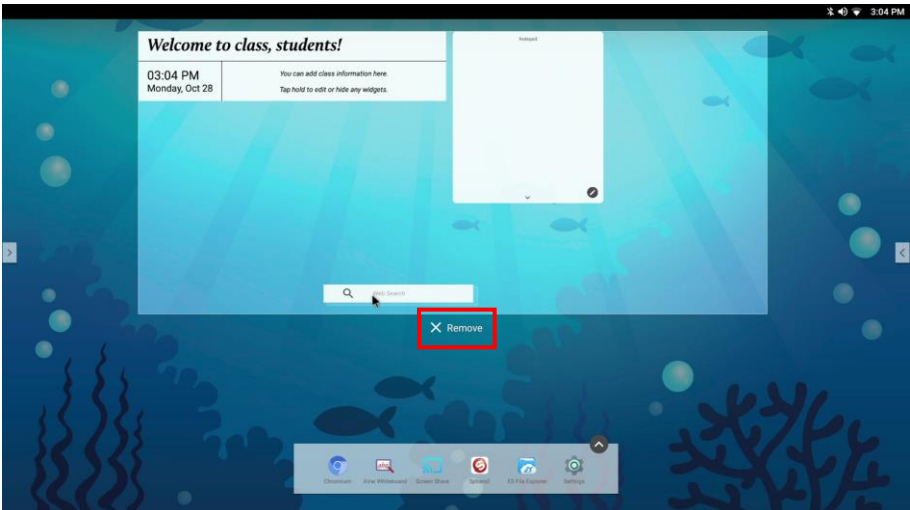 3:04 PM
Welcome to class, students!
03:04 PM
Monday, Oct 28
You can add class information here.
Tap hold to edit or hide any widgets.
Notepad
Web Search
Remove
Chromium
Airar Whiteboard
Screen Share
ES File Explorer
Settings